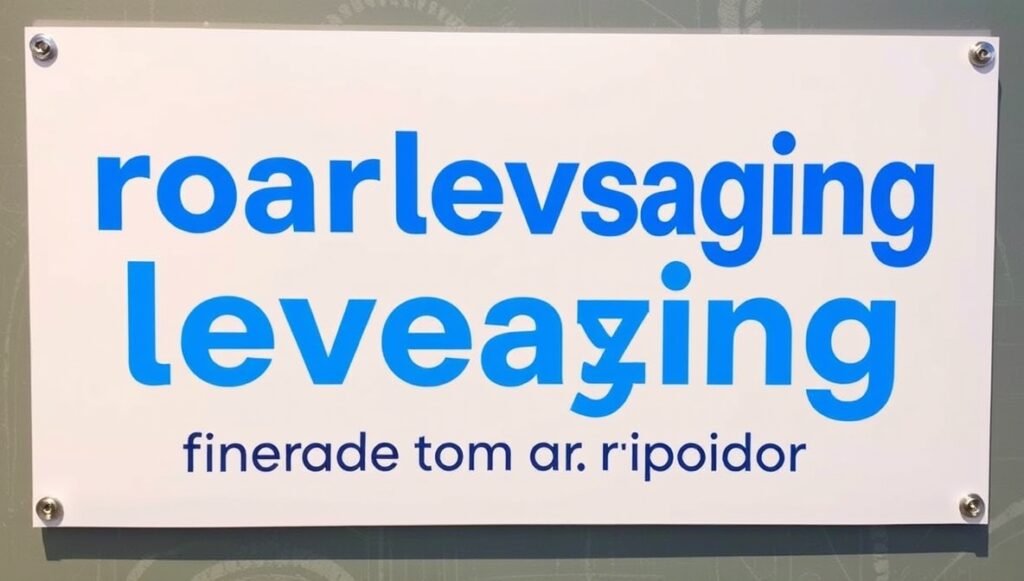 roarlevsaging
leveazing
finerade tom ar. r'ipoidor